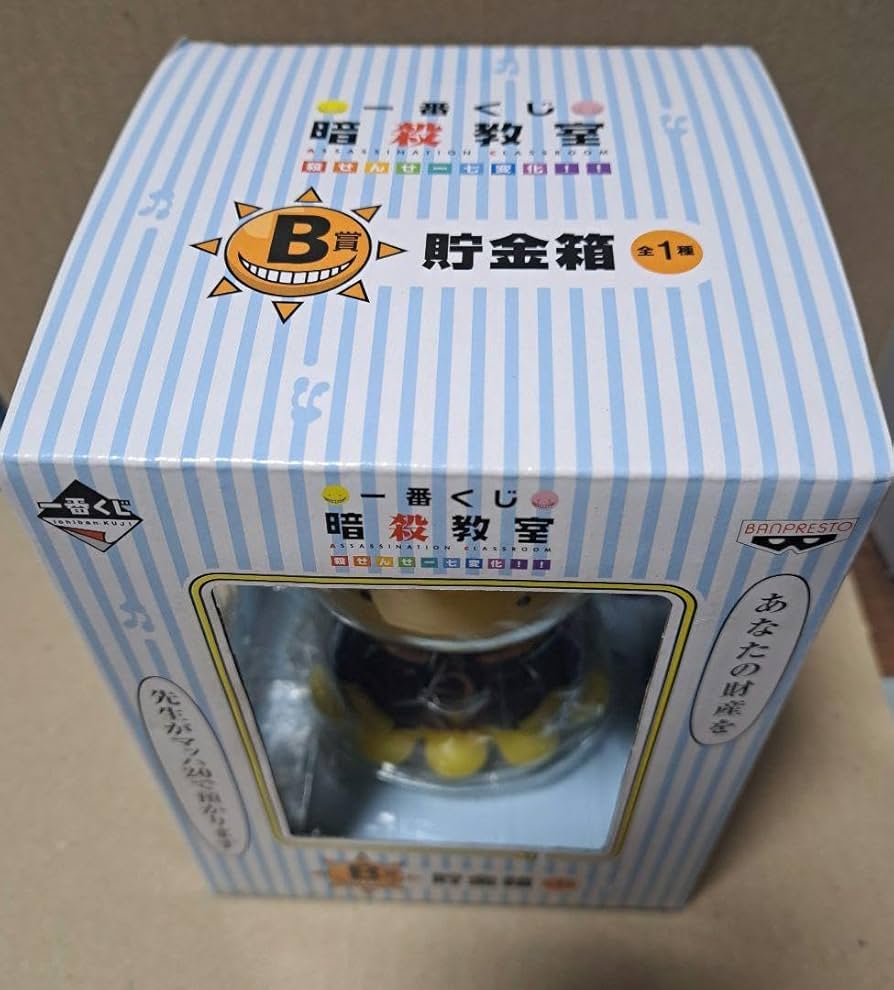 一番くじ
暗殺教室
ASSASSINATION CLASSROOM
殺せんせー七変化!!
B賞
貯金箱
全1種
一番くじ
ichiban KUJI
一番くじ
暗殺教室
ASSASSINATION CLASSROOM
殺せんせー七変化!!
BANPRESTO
あなたの財産を
先生がマッハ20で預かります
B賞
貯金箱